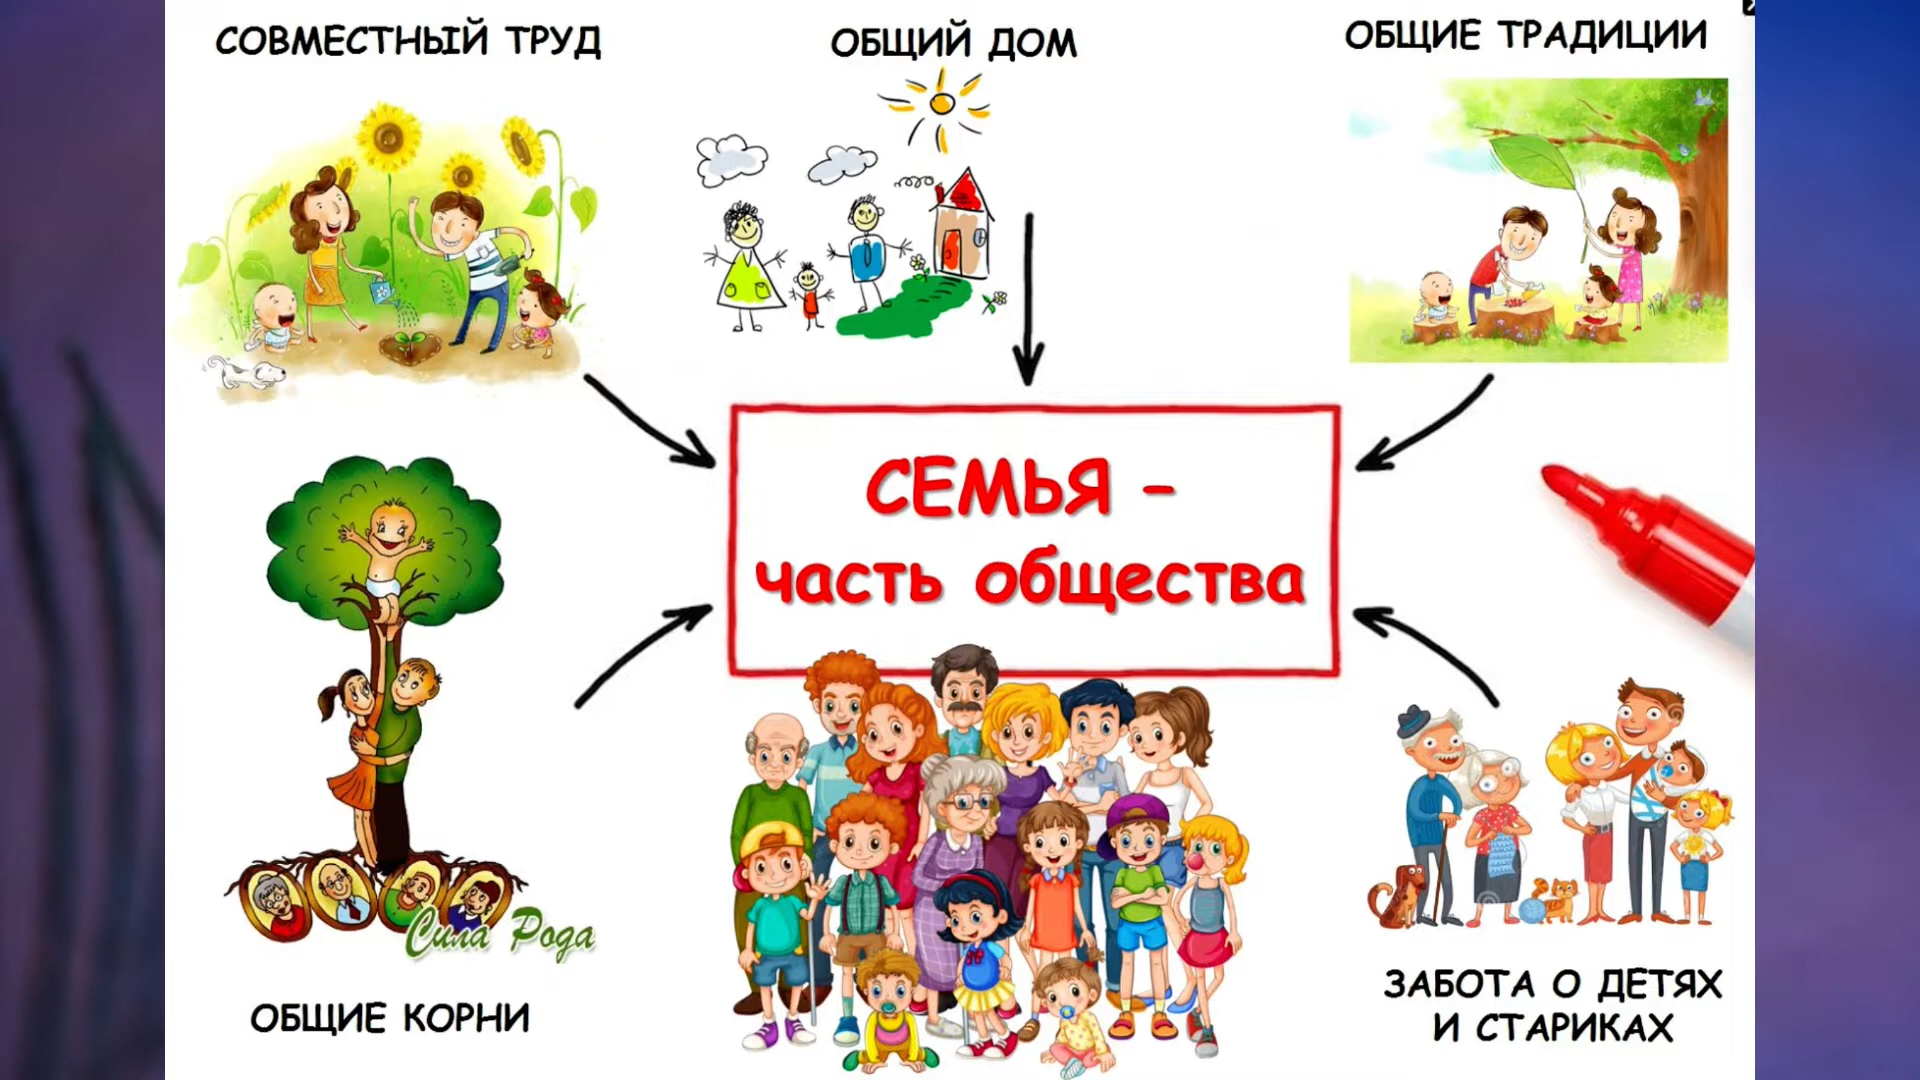 СОВМЕСТНЫЙ ТРУД
ОБЩИЙ ДОМ
ОБЩИЕ ТРАДИЦИИ
СЕМЬЯ –
часть общества
Сила Рода
ОБЩИЕ КОРНИ
ЗАБОТА О ДЕТЯХ
И СТАРИКАХ